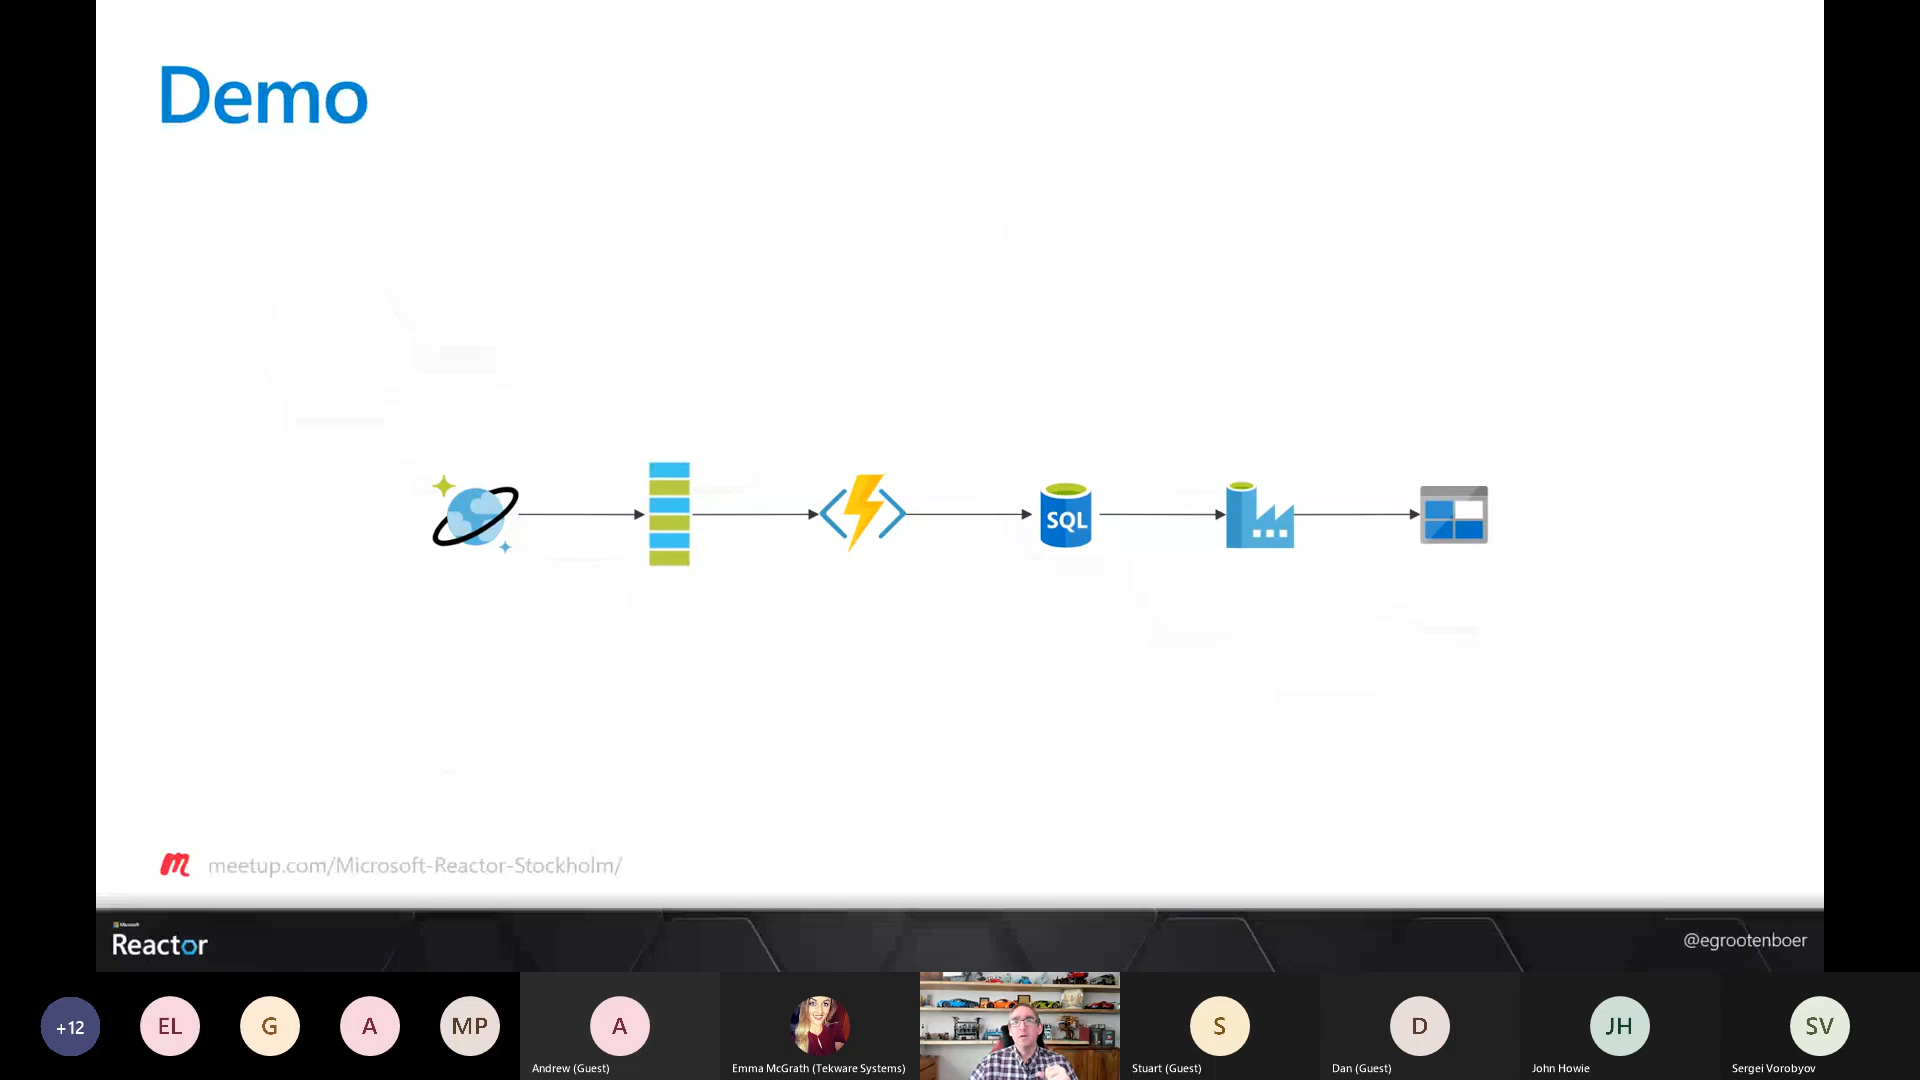 Demo
SQL
meetup.com/Microsoft-Reactor-Stockholm/
Microsoft
Reactor
@egrootenboer
+12
EL
G
A
MP
A
S
D
JH
SV
Andrew (Guest)
Emma McGrath (Tekware Systems)
Stuart (Guest)
Dan (Guest)
John Howie
Sergei Vorobyov